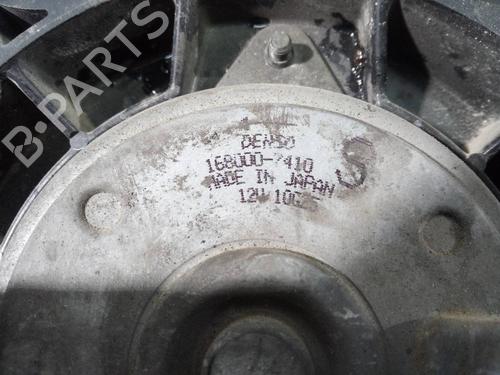 B-PARTS
DENSO
168000-7410 S
MADE IN JAPAN
12V